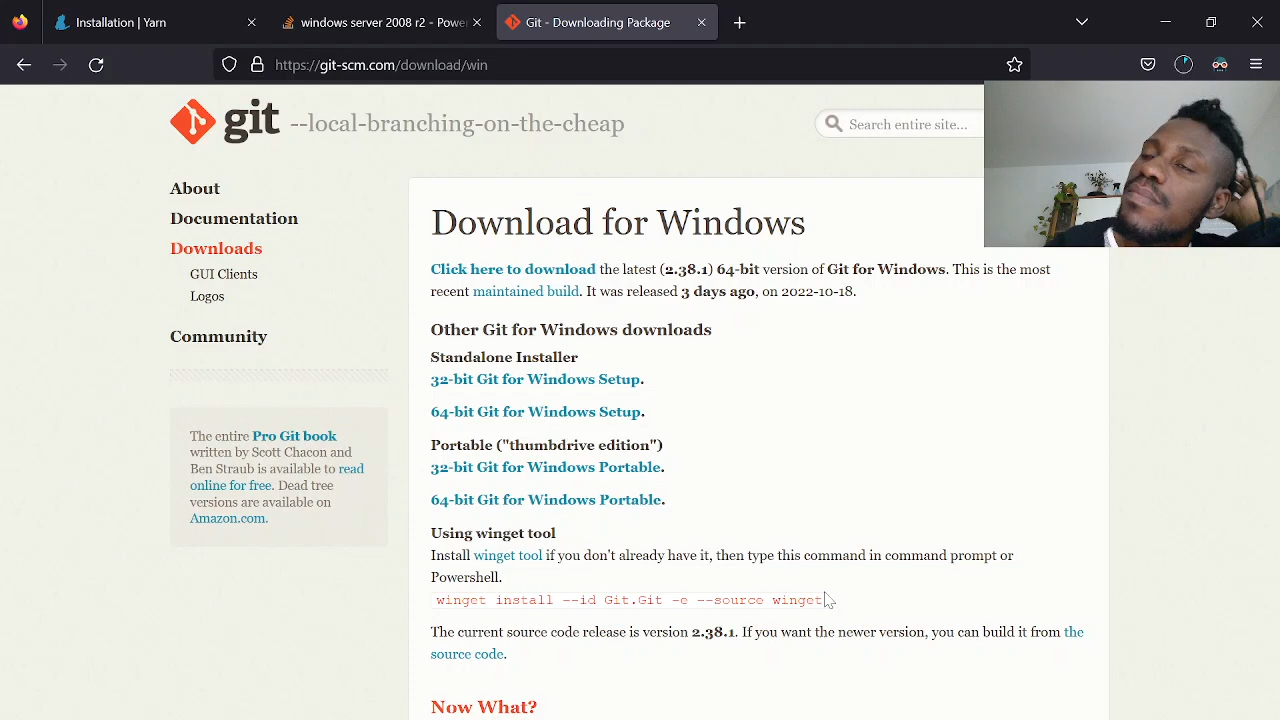 Installation | Yarn
windows server 2008 r2 - Power
Git - Downloading Package
https://git-scm.com/download/win
git --local-branching-on-the-cheap
Search entire site...
About
Documentation
Downloads
GUI Clients
Logos
Community
The entire Pro Git book
written by Scott Chacon and
Ben Straub is available to read
online for free. Dead tree
versions are available on
Amazon.com.
Download for Windows
Click here to download the latest (2.38.1) 64-bit version of Git for Windows. This is the most
recent maintained build. It was released 3 days ago, on 2022-10-18.
Other Git for Windows downloads
Standalone Installer
32-bit Git for Windows Setup.
64-bit Git for Windows Setup.
Portable ("thumbdrive edition")
32-bit Git for Windows Portable.
64-bit Git for Windows Portable.
Using winget tool
Install winget tool if you don't already have it, then type this command in command prompt or
Powershell.
winget install --id Git.Git -e --source winget
The current source code release is version 2.38.1. If you want the newer version, you can build it from the
source code.
Now What?